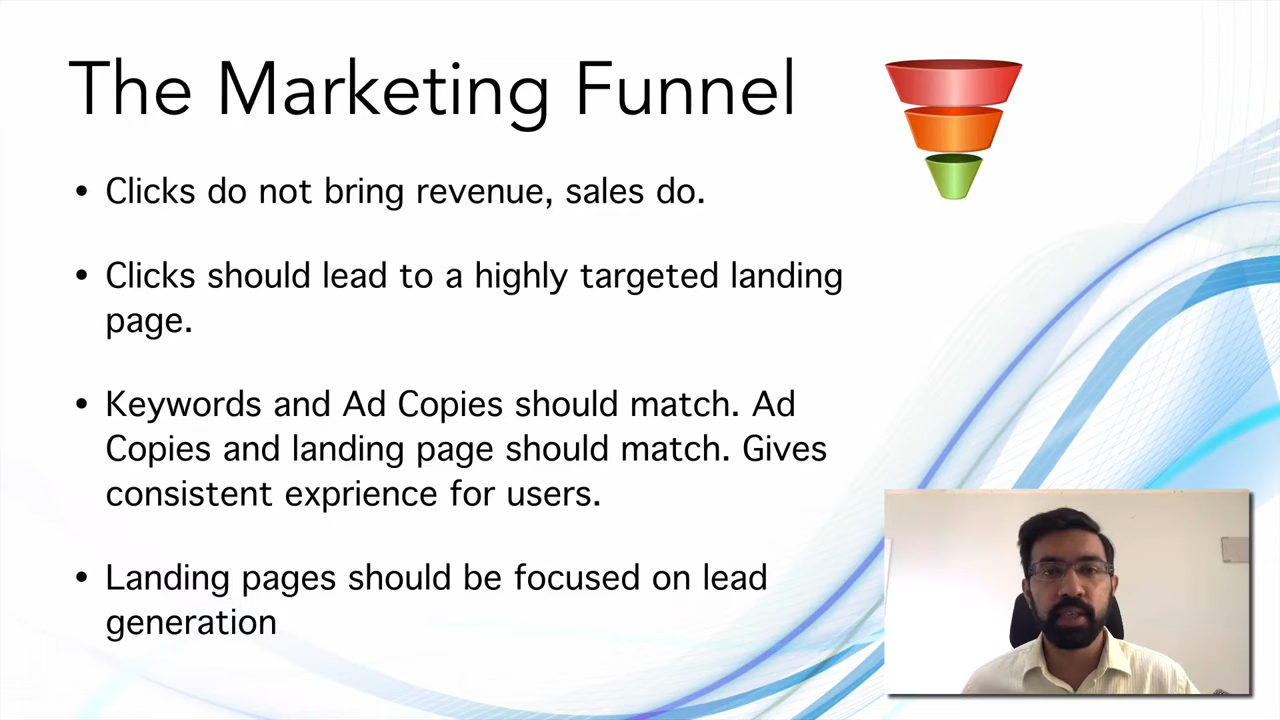 The Marketing Funnel
• Clicks do not bring revenue, sales do.
• Clicks should lead to a highly targeted landing
page.
• Keywords and Ad Copies should match. Ad
Copies and landing page should match. Gives
consistent exprience for users.
• Landing pages should be focused on lead
generation